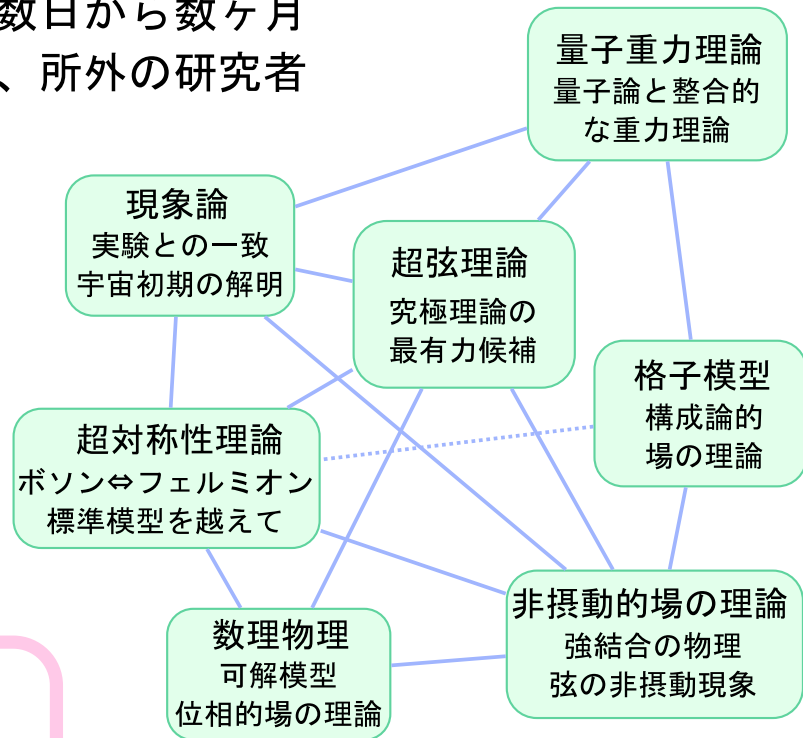 数日から数ヶ月
、所外の研究者
量子重力理論
量子論と整合的
な重力理論
現象論
実験との一致
宇宙初期の解明
超弦理論
究極理論の
最有力候補
格子模型
構成論的
場の理論
超対称性理論
ボソン⇔フェルミオン
標準模型を越えて
非摂動的場の理論
強結合の物理
弦の非摂動現象
数理物理
可解模型
位相的場の理論